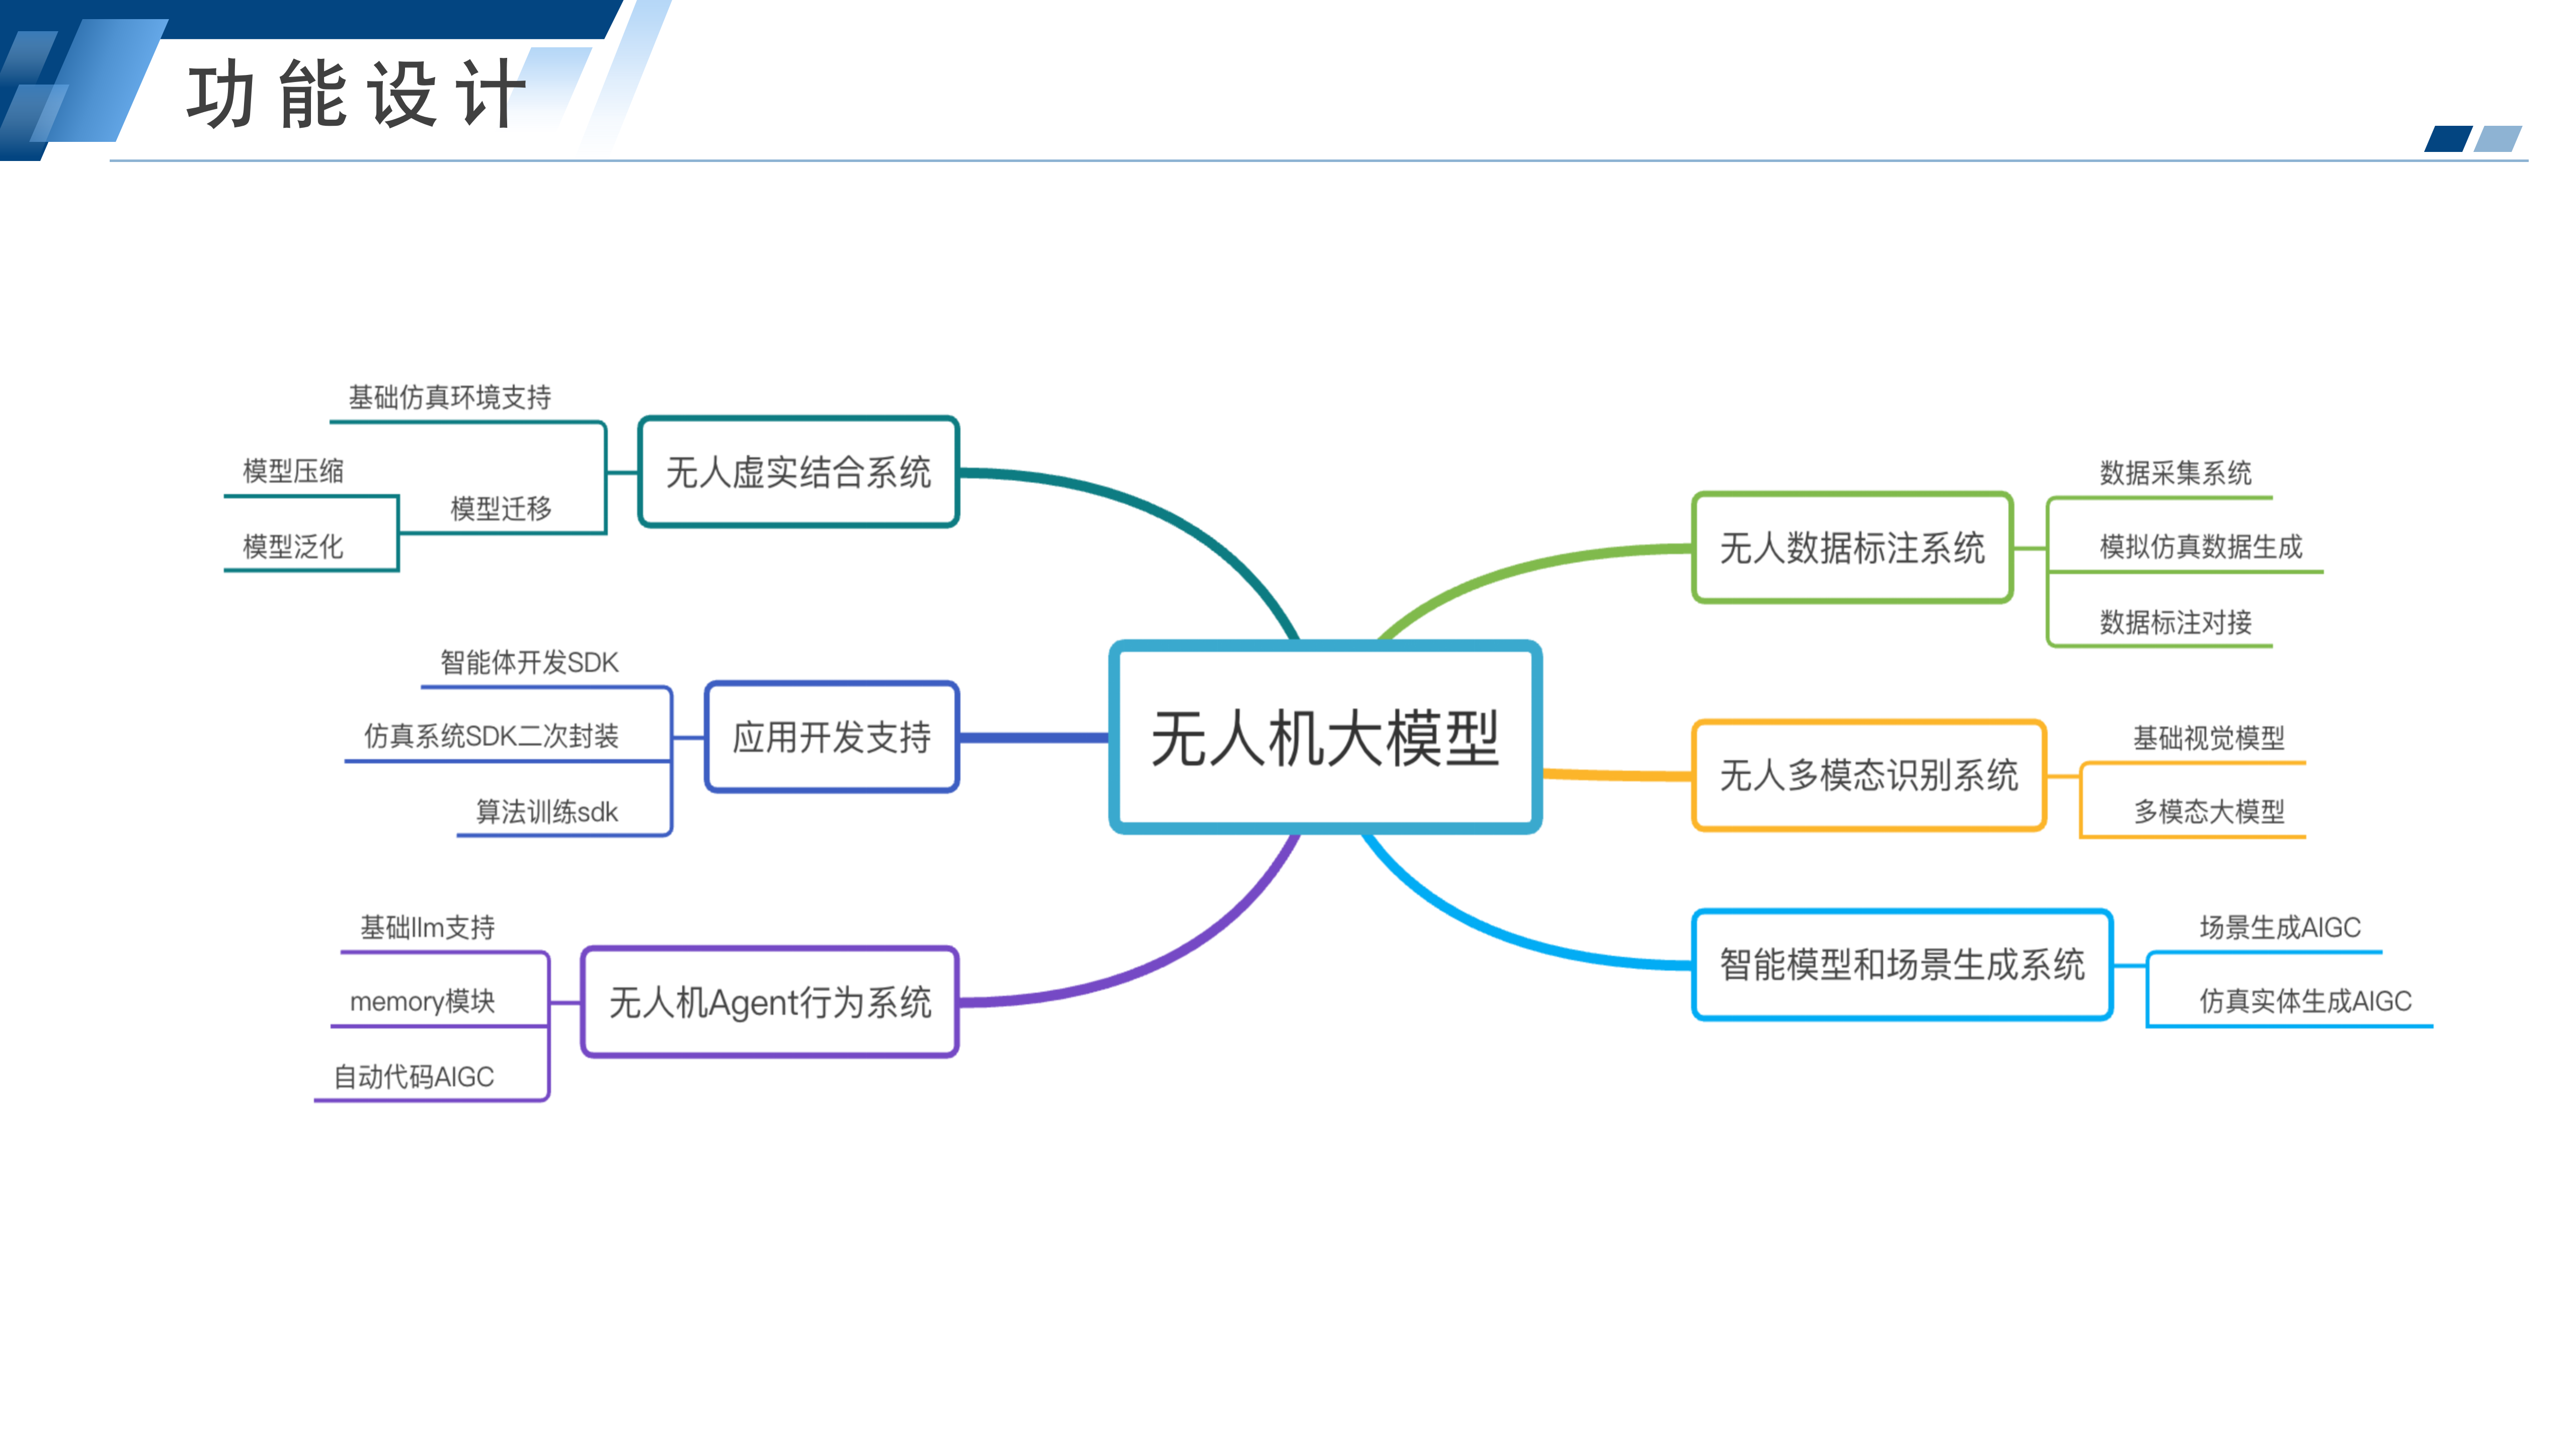 功能设计
基础仿真环境支持
模型压缩
模型迁移
模型泛化
无人虚实结合系统
智能体开发SDK
仿真系统SDK二次封装
算法训练sdk
应用开发支持
基础llm支持
memory模块
自动代码AIGC
无人机Agent行为系统
无人机大模型
无人数据标注系统
数据采集系统
模拟仿真数据生成
数据标注对接
无人多模态识别系统
基础视觉模型
多模态大模型
智能模型和场景生成系统
场景生成AIGC
仿真实体生成AIGC